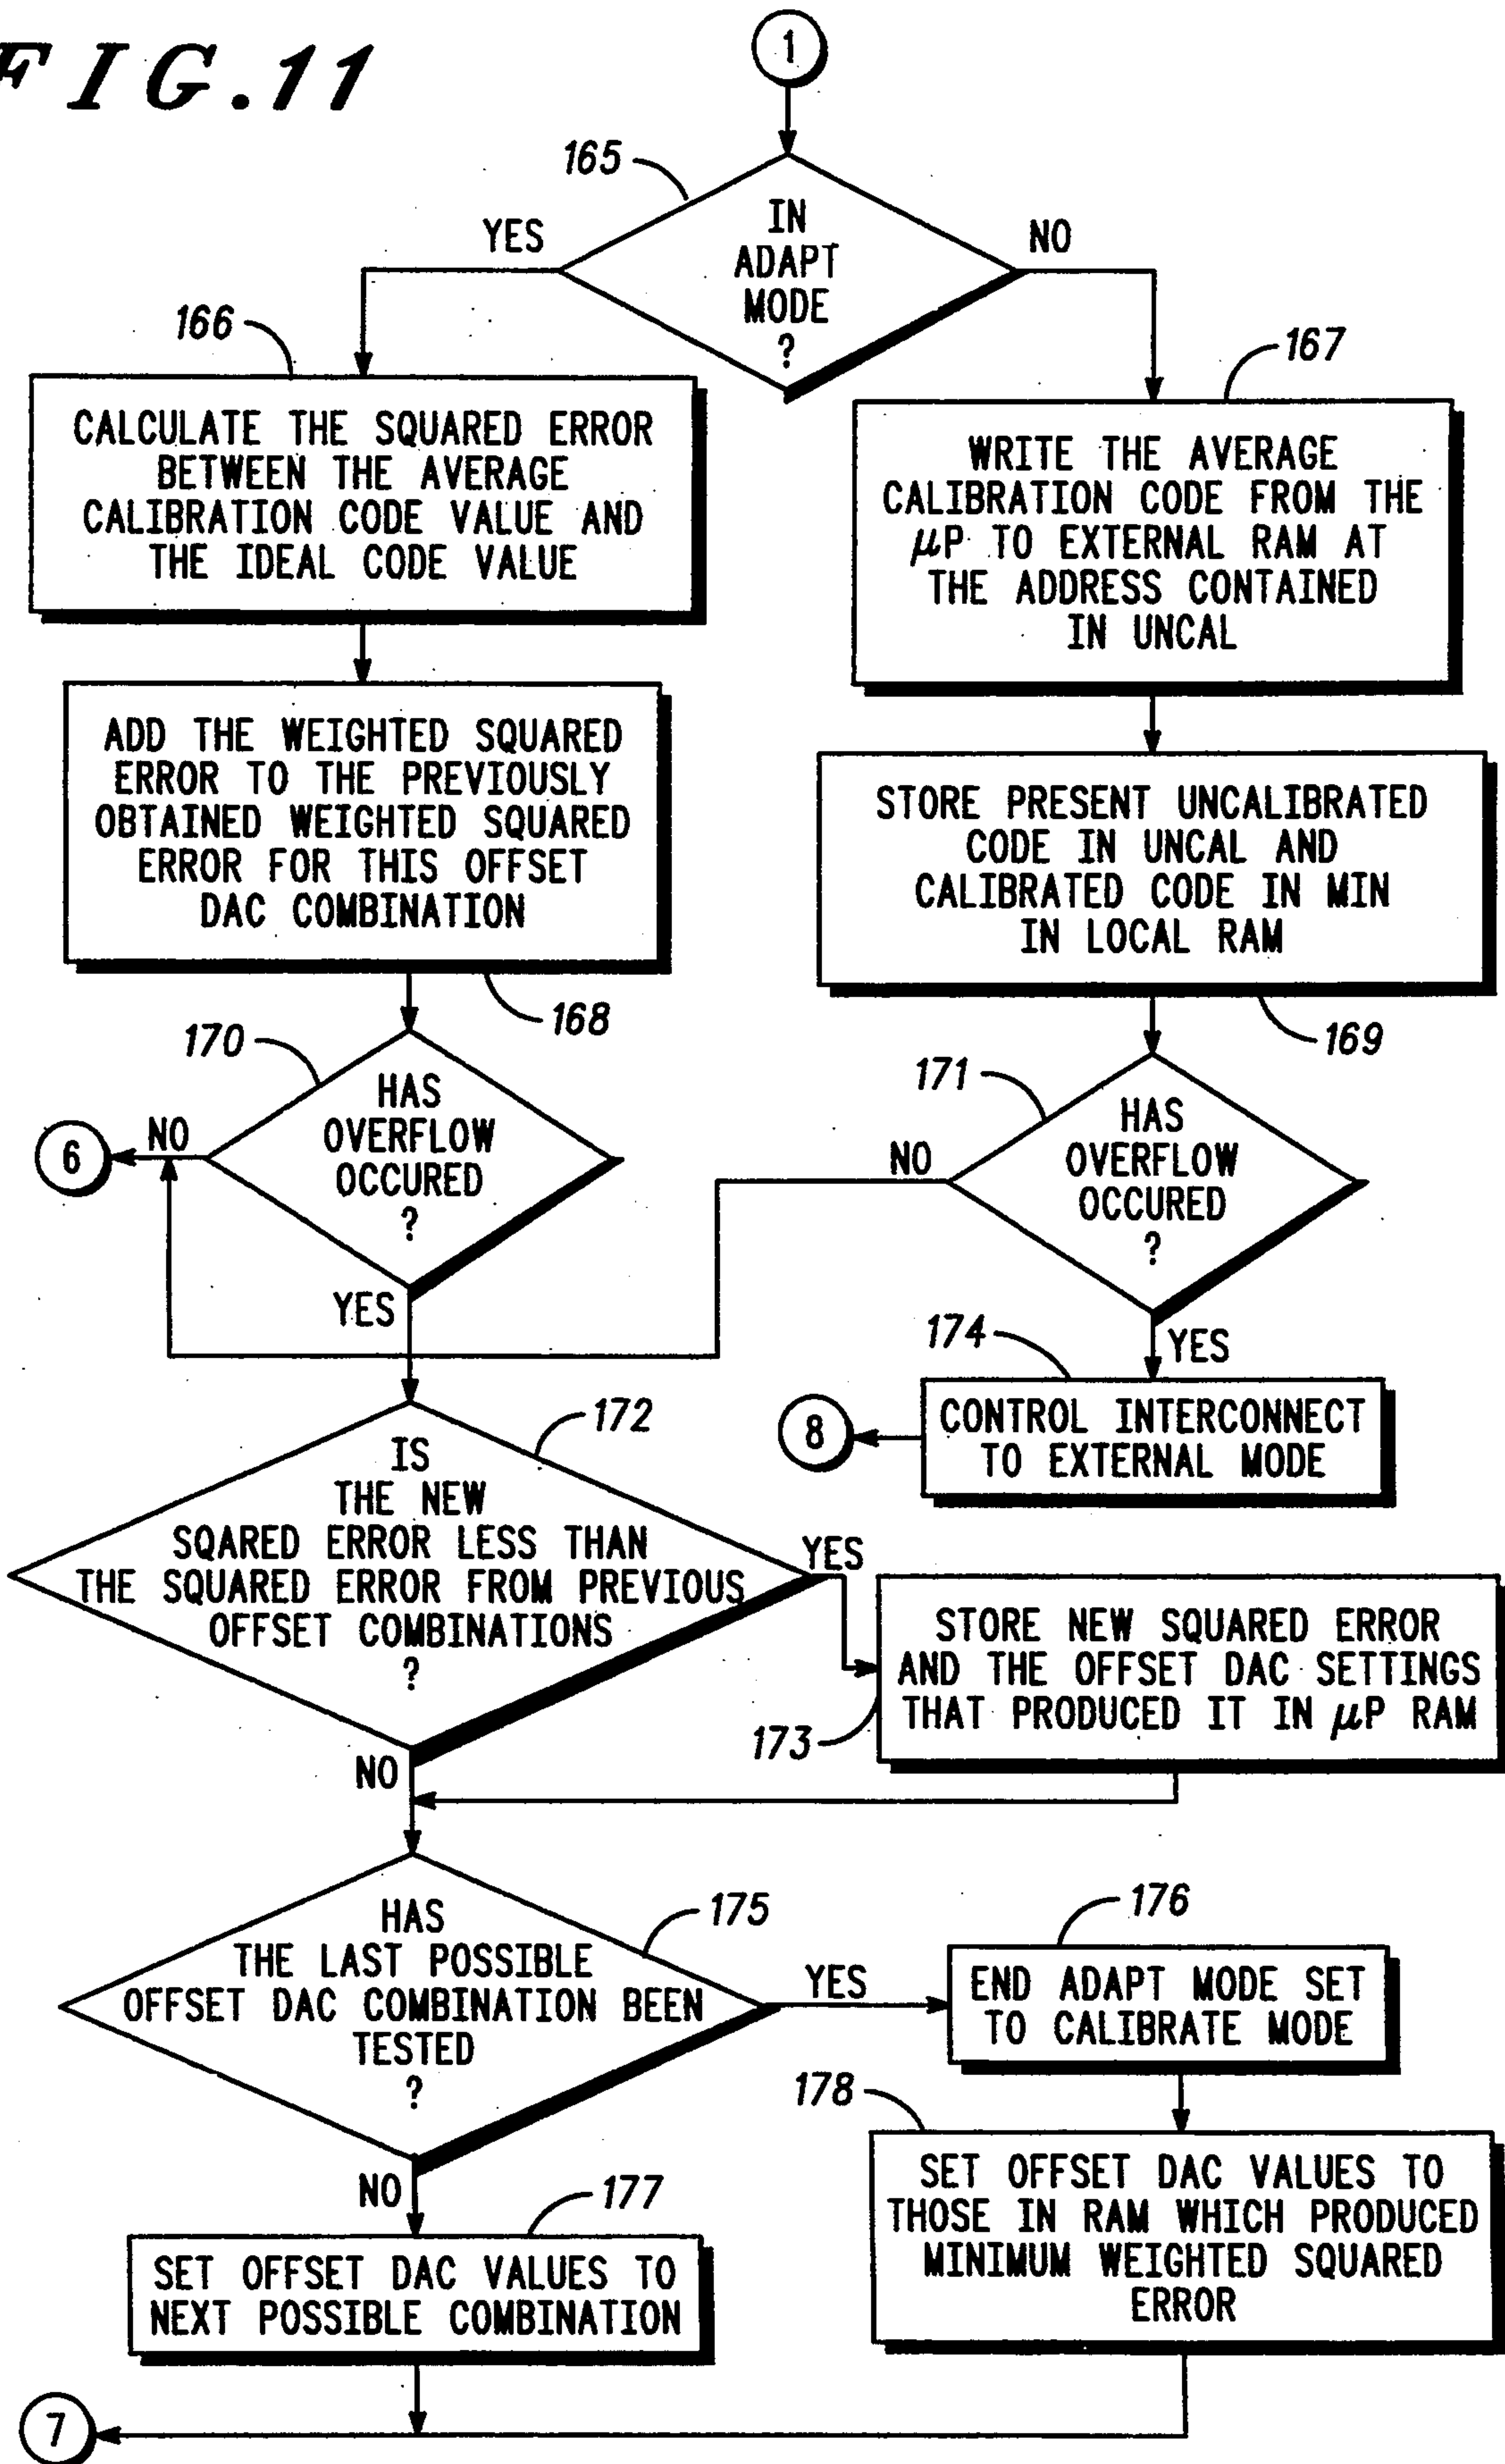 FIG.11
1
165
IN
ADAPT
MODE
?
YES
NO
166
CALCULATE THE SQUARED ERROR
BETWEEN THE AVERAGE
CALIBRATION CODE VALUE AND
THE IDEAL CODE VALUE
167
WRITE THE AVERAGE
CALIBRATION CODE FROM THE
μP TO EXTERNAL RAM AT
THE ADDRESS CONTAINED
IN UNCAL
ADD THE WEIGHTED SQUARED
ERROR TO THE PREVIOUSLY
OBTAINED WEIGHTED SQUARED
ERROR FOR THIS OFFSET
DAC COMBINATION
168
STORE PRESENT UNCALIBRATED
CODE IN UNCAL AND
CALIBRATED CODE IN MIN
IN LOCAL RAM
169
170
HAS
OVERFLOW
OCCURED
?
NO
6
YES
171
HAS
OVERFLOW
OCCURED
?
NO
YES
174
CONTROL INTERCONNECT
TO EXTERNAL MODE
8
172
IS
THE NEW
SQARED ERROR LESS THAN
THE SQUARED ERROR FROM PREVIOUS
OFFSET COMBINATIONS
?
YES
NO
STORE NEW SQUARED ERROR
AND THE OFFSET DAC SETTINGS
THAT PRODUCED IT IN μP RAM
173
175
HAS
THE LAST POSSIBLE
OFFSET DAC COMBINATION BEEN
TESTED
?
YES
NO
176
END ADAPT MODE SET
TO CALIBRATE MODE
178
SET OFFSET DAC VALUES TO
THOSE IN RAM WHICH PRODUCED
MINIMUM WEIGHTED SQUARED
ERROR
177
SET OFFSET DAC VALUES TO
NEXT POSSIBLE COMBINATION
7